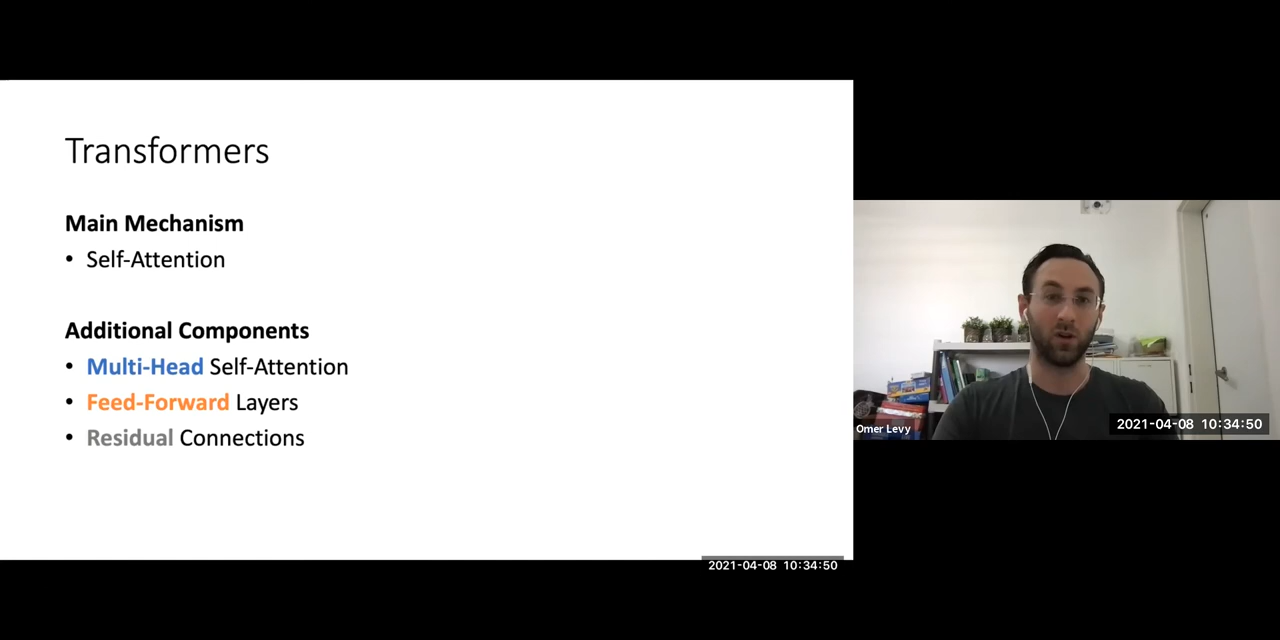 Transformers
Main Mechanism
• Self-Attention
Additional Components
• Multi-Head Self-Attention
• Feed-Forward Layers
• Residual Connections
2021-04-08 10:34:50
Omer Levy
2021-04-08 10:34:50